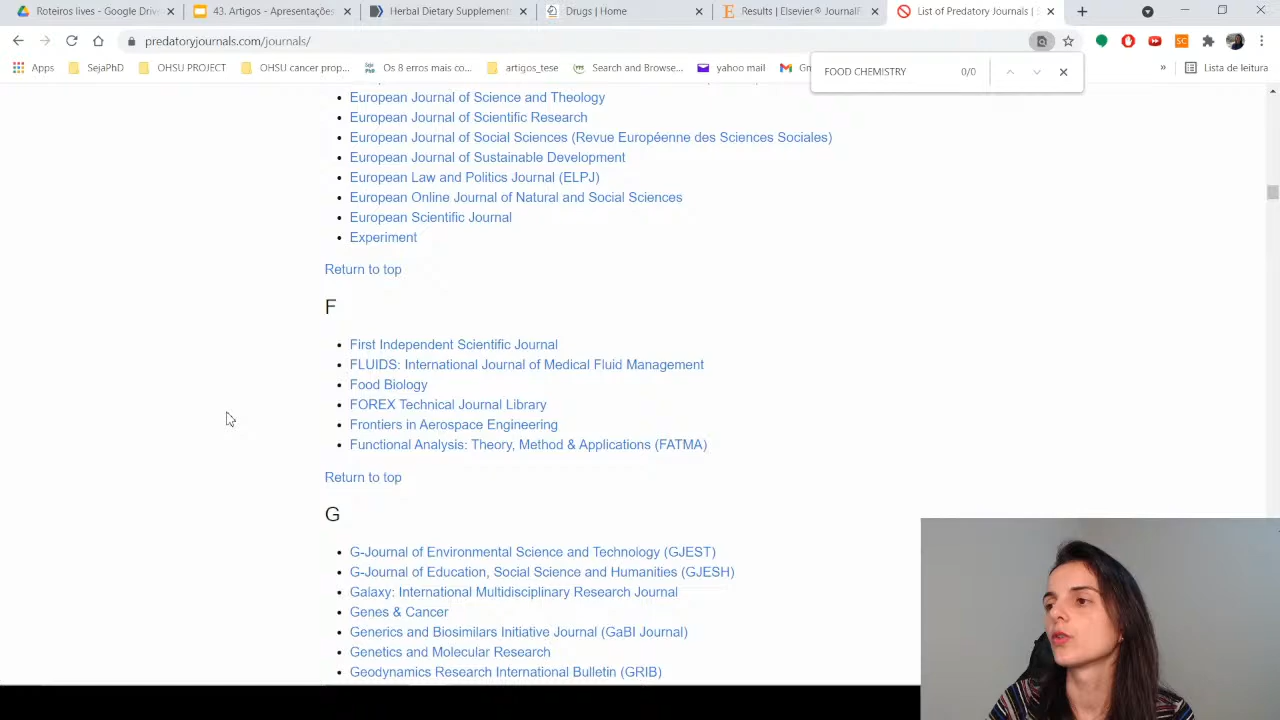 Roteiros lives - Google Drive
43. Artigos - Apresentações
Herbal Dietary Supplement
Drugs | Home
Results | Elsevier® JournalF
List of Predatory Journals | S
predatoryjournals.com/journals/
Apps
SejaPhD
OHSU PROJECT
OHSU cancer prop...
Os 8 erros mais co...
artigos_tese
Search and Browse...
yahoo mail
Lista de leitura
FOOD CHEMISTRY 0/0
European Journal of Science and Theology
European Journal of Scientific Research
European Journal of Social Sciences (Revue Européenne des Sciences Sociales)
European Journal of Sustainable Development
European Law and Politics Journal (ELPJ)
European Online Journal of Natural and Social Sciences
European Scientific Journal
Experiment
Return to top
F
First Independent Scientific Journal
FLUIDS: International Journal of Medical Fluid Management
Food Biology
FOREX Technical Journal Library
Frontiers in Aerospace Engineering
Functional Analysis: Theory, Method & Applications (FATMA)
Return to top
G
G-Journal of Environmental Science and Technology (GJEST)
G-Journal of Education, Social Science and Humanities (GJESH)
Galaxy: International Multidisciplinary Research Journal
Genes & Cancer
Generics and Biosimilars Initiative Journal (GaBI Journal)
Genetics and Molecular Research
Geodynamics Research International Bulletin (GRIB)